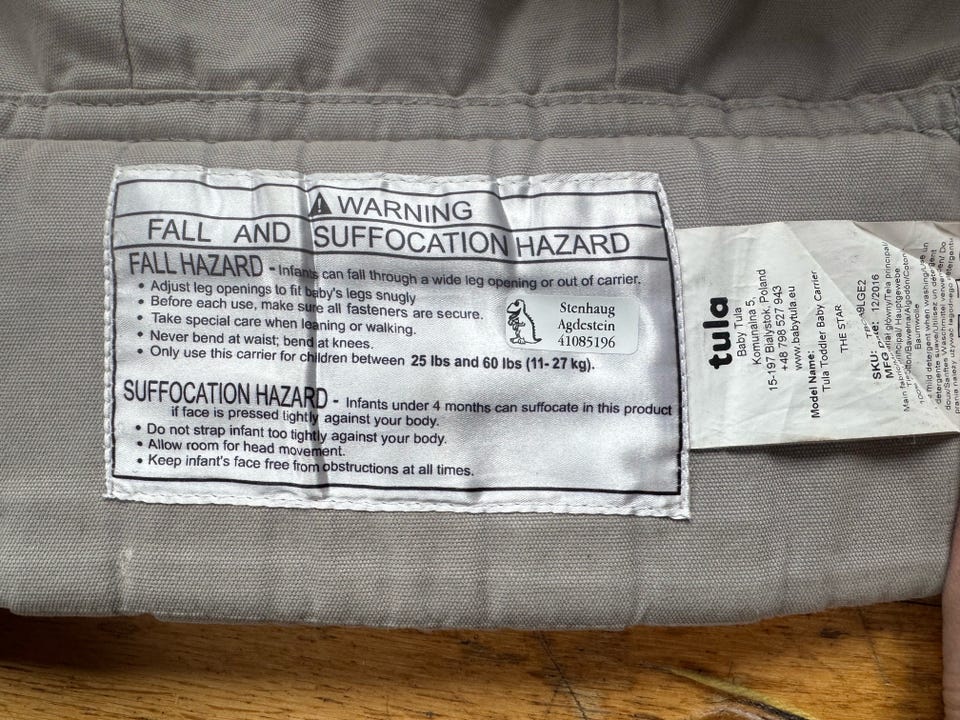 ⚠ WARNING
FALL AND SUFFOCATION HAZARD
FALL HAZARD - Infants can fall through a wide leg opening or out of carrier.
• Adjust leg openings to fit baby's legs snugly
• Before each use, make sure all fasteners are secure.
• Take special care when leaning or walking.
• Never bend at waist; bend at knees.
• Only use this carrier for children between 25 lbs and 60 lbs (11- 27 kg).
Stenhaug
Agdestein
41085196
SUFFOCATION HAZARD - Infants under 4 months can suffocate in this product
if face is pressed tightly against your body.
• Do not strap infant too tightly against your body.
• Allow room for head movement.
• Keep infant's face free from obstructions at all times.
tula
Baby Tula
Komunalna 5,
15-197 Bialystok, Poland
+48 798 527 943
www.babytula.eu
Model Name:
Tula Toddler Baby Carrier
THE STAR
SKU:
MFG 12/2016